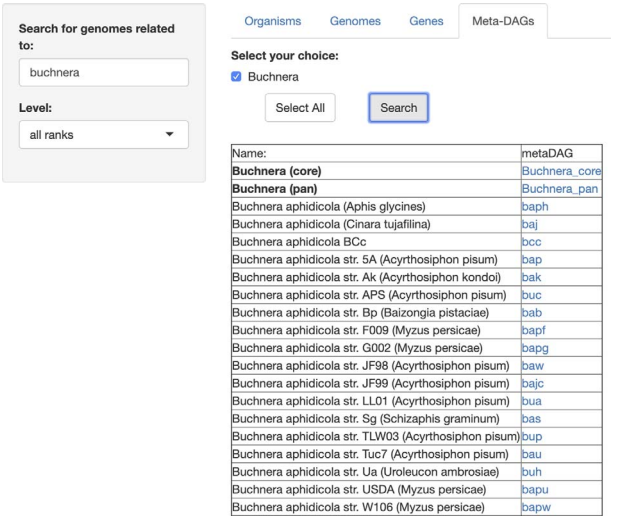 Search for genomes related
to:
buchnera
Level:
all ranks
Organisms Genomes Genes Meta-DAGs
Select your choice:
Buchnera
Select All Search
Name: metaDAG
Buchnera (core) Buchnera_core
Buchnera (pan) Buchnera_pan
Buchnera aphidicola (Aphis glycines) baph
Buchnera aphidicola (Cinara tujafilina) baj
Buchnera aphidicola BCc bcc
Buchnera aphidicola str. 5A (Acyrthosiphon pisum) bap
Buchnera aphidicola str. Ak (Acyrthosiphon kondoi) bak
Buchnera aphidicola str. APS (Acyrthosiphon pisum) buc
Buchnera aphidicola str. Bp (Baizongia pistaciae) bab
Buchnera aphidicola str. F009 (Myzus persicae) bapf
Buchnera aphidicola str. G002 (Myzus persicae) bapg
Buchnera aphidicola str. JF98 (Acyrthosiphon pisum) baw
Buchnera aphidicola str. JF99 (Acyrthosiphon pisum) bajc
Buchnera aphidicola str. LL01 (Acyrthosiphon pisum) bua
Buchnera aphidicola str. Sg (Schizaphis graminum) bas
Buchnera aphidicola str. TLW03 (Acyrthosiphon pisum) bup
Buchnera aphidicola str. Tuc7 (Acyrthosiphon pisum) bau
Buchnera aphidicola str. Ua (Uroleucon ambrosiae) buh
Buchnera aphidicola str. USDA (Myzus persicae) bapu
Buchnera aphidicola str. W106 (Myzus persicae) bapw